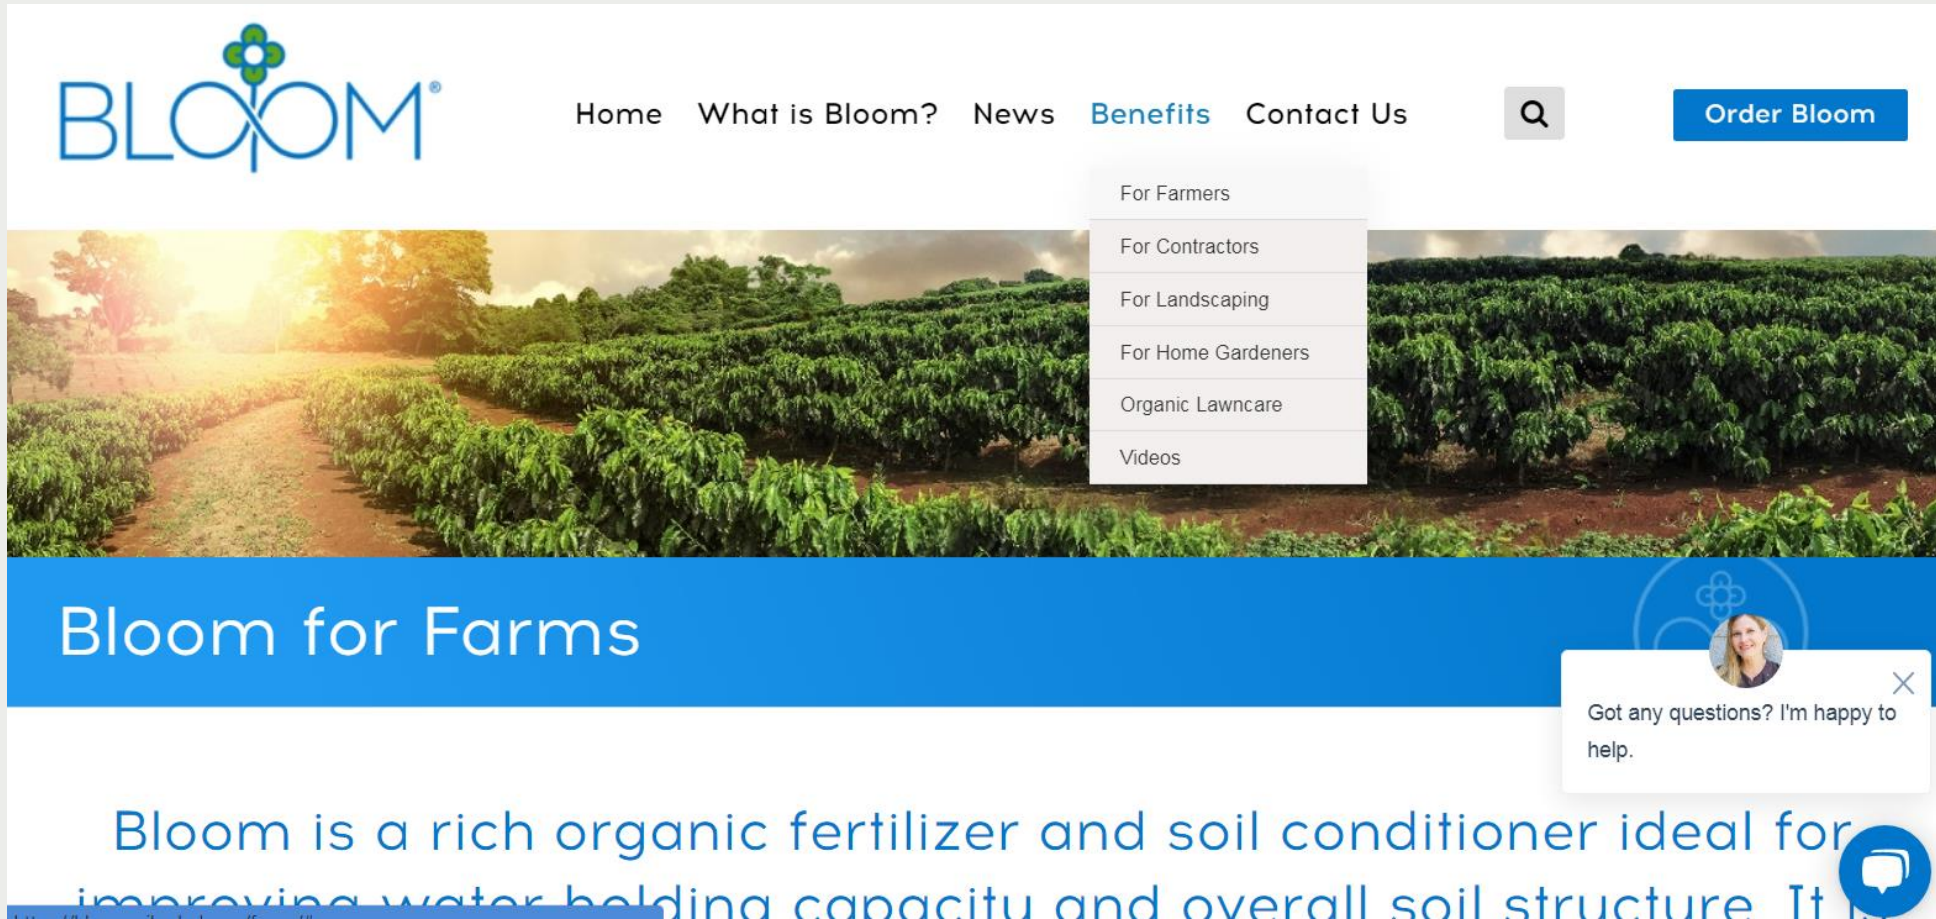 BLOOM®
Home What is Bloom? News Benefits Contact Us
Order Bloom
For Farmers
For Contractors
For Landscaping
For Home Gardeners
Organic Lawncare
Videos
Bloom for Farms
Got any questions? I'm happy to
help.
Bloom is a rich organic fertilizer and soil conditioner ideal for
improving water holding capacity and overall soil structure. It